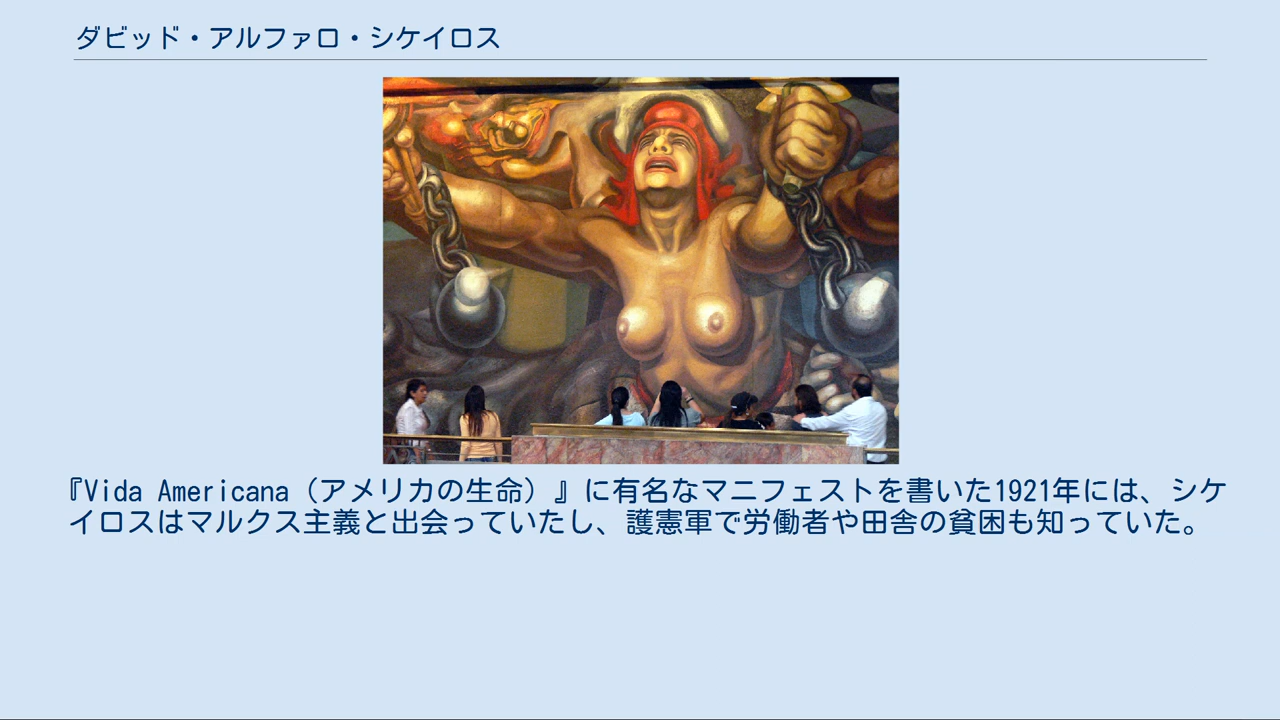 ダビッド・アルファロ・シケイロス
『Vida Americana（アメリカの生命）』に有名なマニフェストを書いた1921年には、シケ
イロスはマルクス主義と出会っていたし、護憲軍で労働者や田舎の貧困も知っていた。